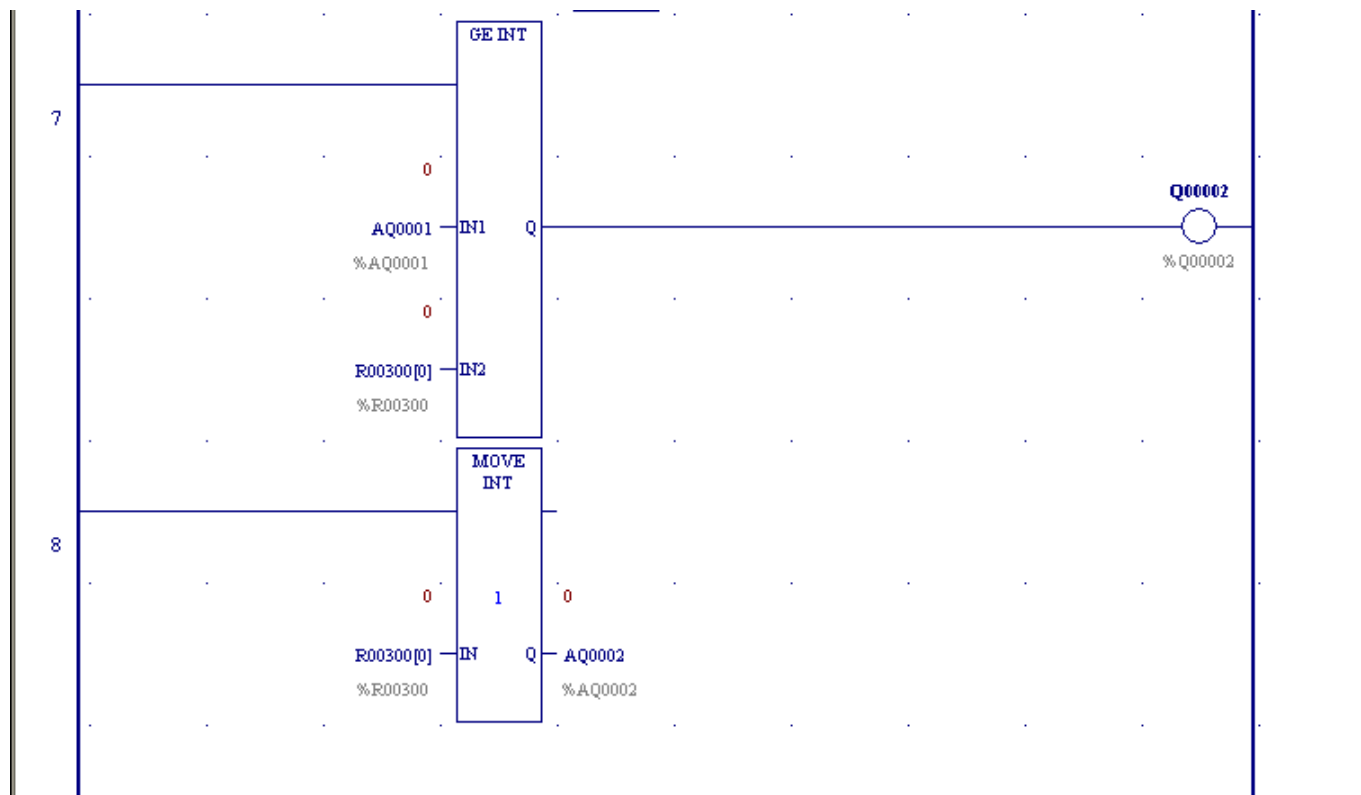 GE INT
7
0
Q00002
AQ0001 IN1 Q
%AQ0001
%Q00002
0
R00300[0] IN2
%R00300
MOVE
INT
8
0 1 0
R00300[0] IN Q AQ0002
%R00300 %AQ0002